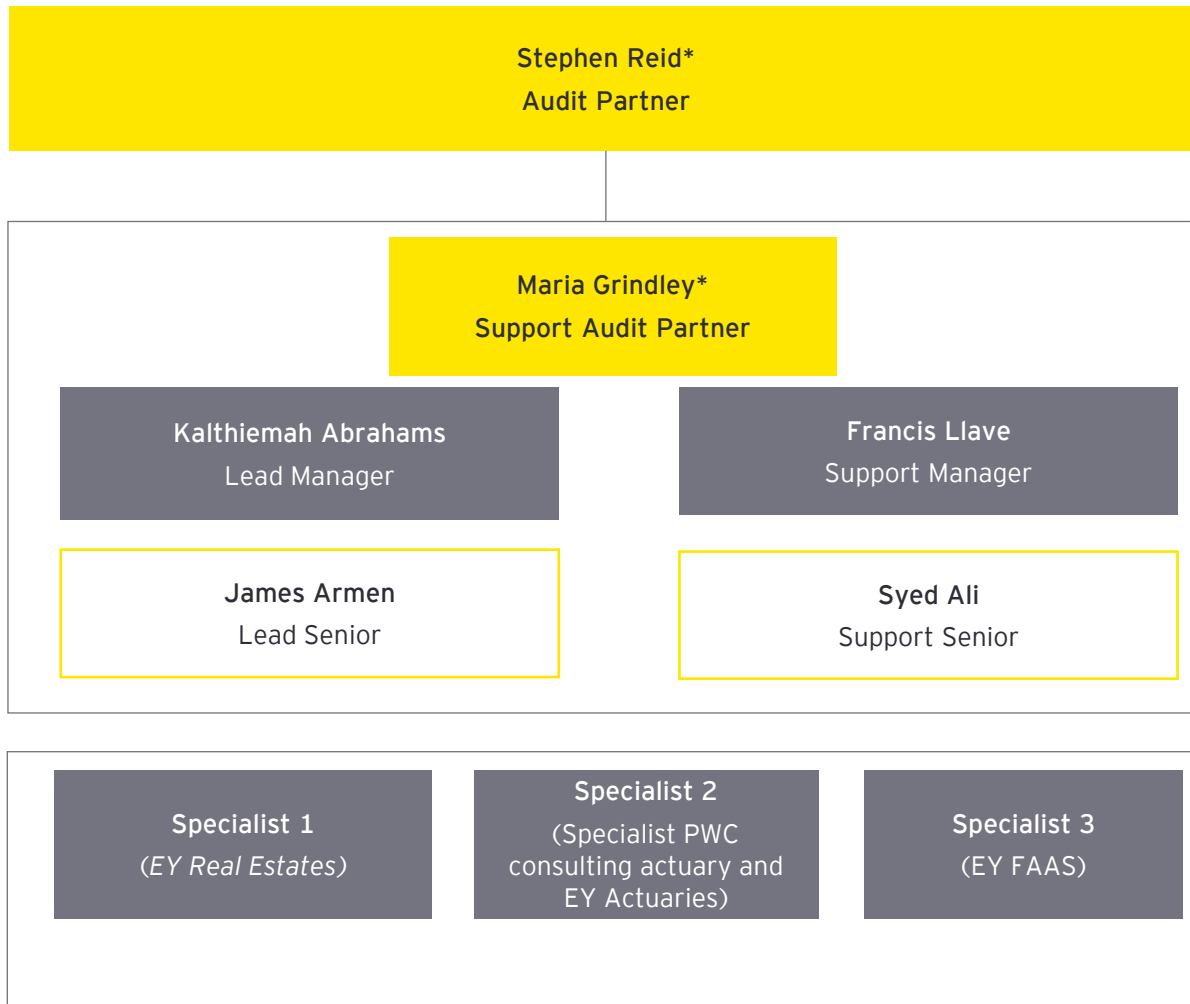 Stephen Reid*
Audit Partner
Maria Grindley*
Support Audit Partner
Kalthiemah Abrahams
Lead Manager
Francis Llave
Support Manager
James Armen
Lead Senior
Syed Ali
Support Senior
Specialist 1
(EY Real Estates)
Specialist 2
(Specialist PWC
consulting actuary and
EY Actuaries)
Specialist 3
(EY FAAS)